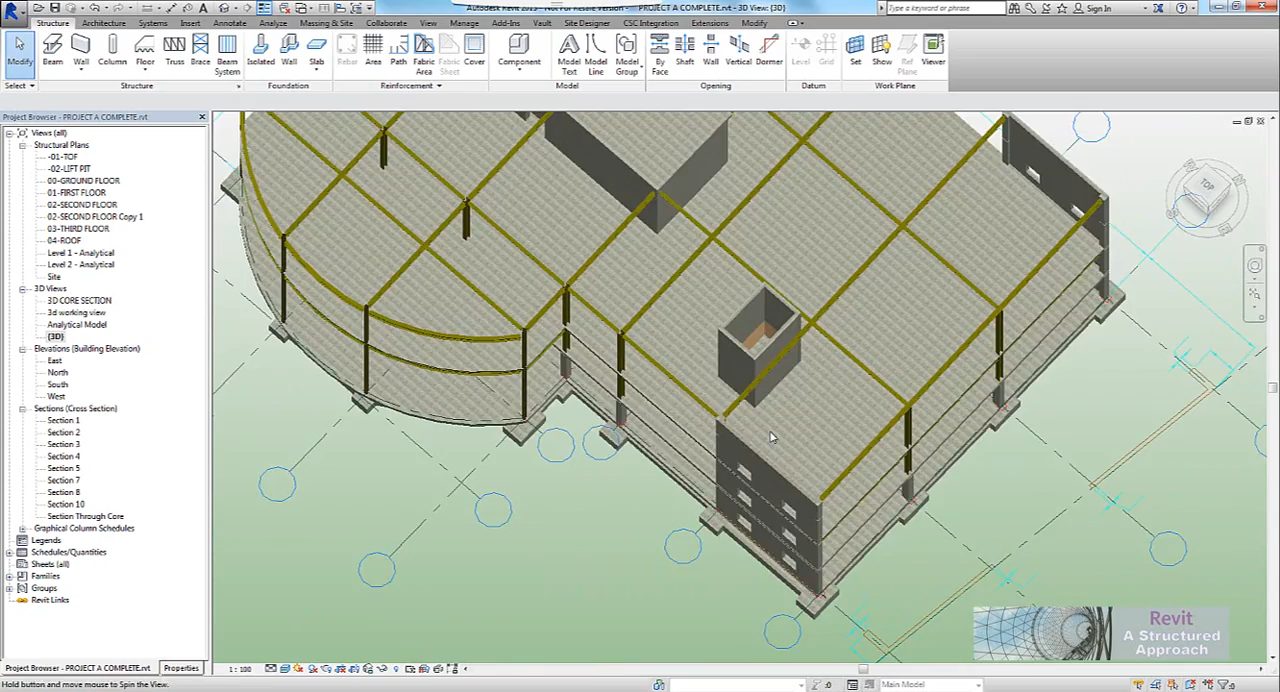 Autodesk Revit 2013 - Not For Resale Version - PROJECT A COMPLETE.rvt - 3D View: {3D}
Type a keyword or phrase
Sign In
Structure Architecture Systems Insert Annotate Analyze Massing & Site Collaborate View Manage Add-Ins Vault Site Designer CSC Integration Extensions Modify
Modify Beam Wall Column Floor Truss Brace Beam System Isolated Wall Slab Rebar Area Path Fabric Area Fabric Sheet Cover Component Model Text Model Line Model Group By Face Shaft Wall Vertical Dormer Level Grid Set Show Ref Plane Viewer
Select Structure Foundation Reinforcement Model Opening Datum Work Plane
Project Browser - PROJECT A COMPLETE.rvt
Views (all)
Structural Plans
-01-TOF
-02-LIFT PIT
00-GROUND FLOOR
01-FIRST FLOOR
02-SECOND FLOOR
02-SECOND FLOOR Copy 1
03-THIRD FLOOR
04-ROOF
Level 1 - Analytical
Level 2 - Analytical
Site
3D Views
3D CORE SECTION
3d working view
Analytical Model
{3D}
Elevations (Building Elevation)
East
North
South
West
Sections (Cross Section)
Section 1
Section 2
Section 3
Section 4
Section 5
Section 7
Section 8
Section 10
Section Through Core
Graphical Column Schedules
Legends
Schedules/Quantities
Sheets (all)
Families
Groups
Revit Links
TOP
Revit
A Structured
Approach
Project Browser - PROJECT A COMPLETE.rvt Properties
1 : 100
Hold button and move mouse to Spin the View.
:0
Main Model
:0